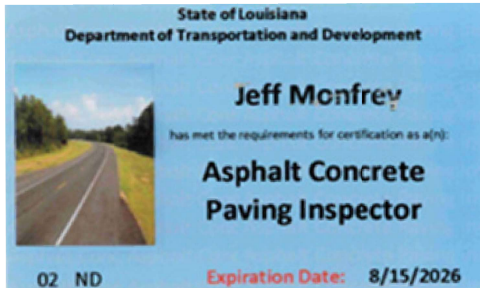 State of Louisiana
Department of Transportation and Development
Jeff Monfrey
has met the requirements for certification as a(n):
Asphalt Concrete
Paving Inspector
02 ND
Expiration Date: 8/15/2026